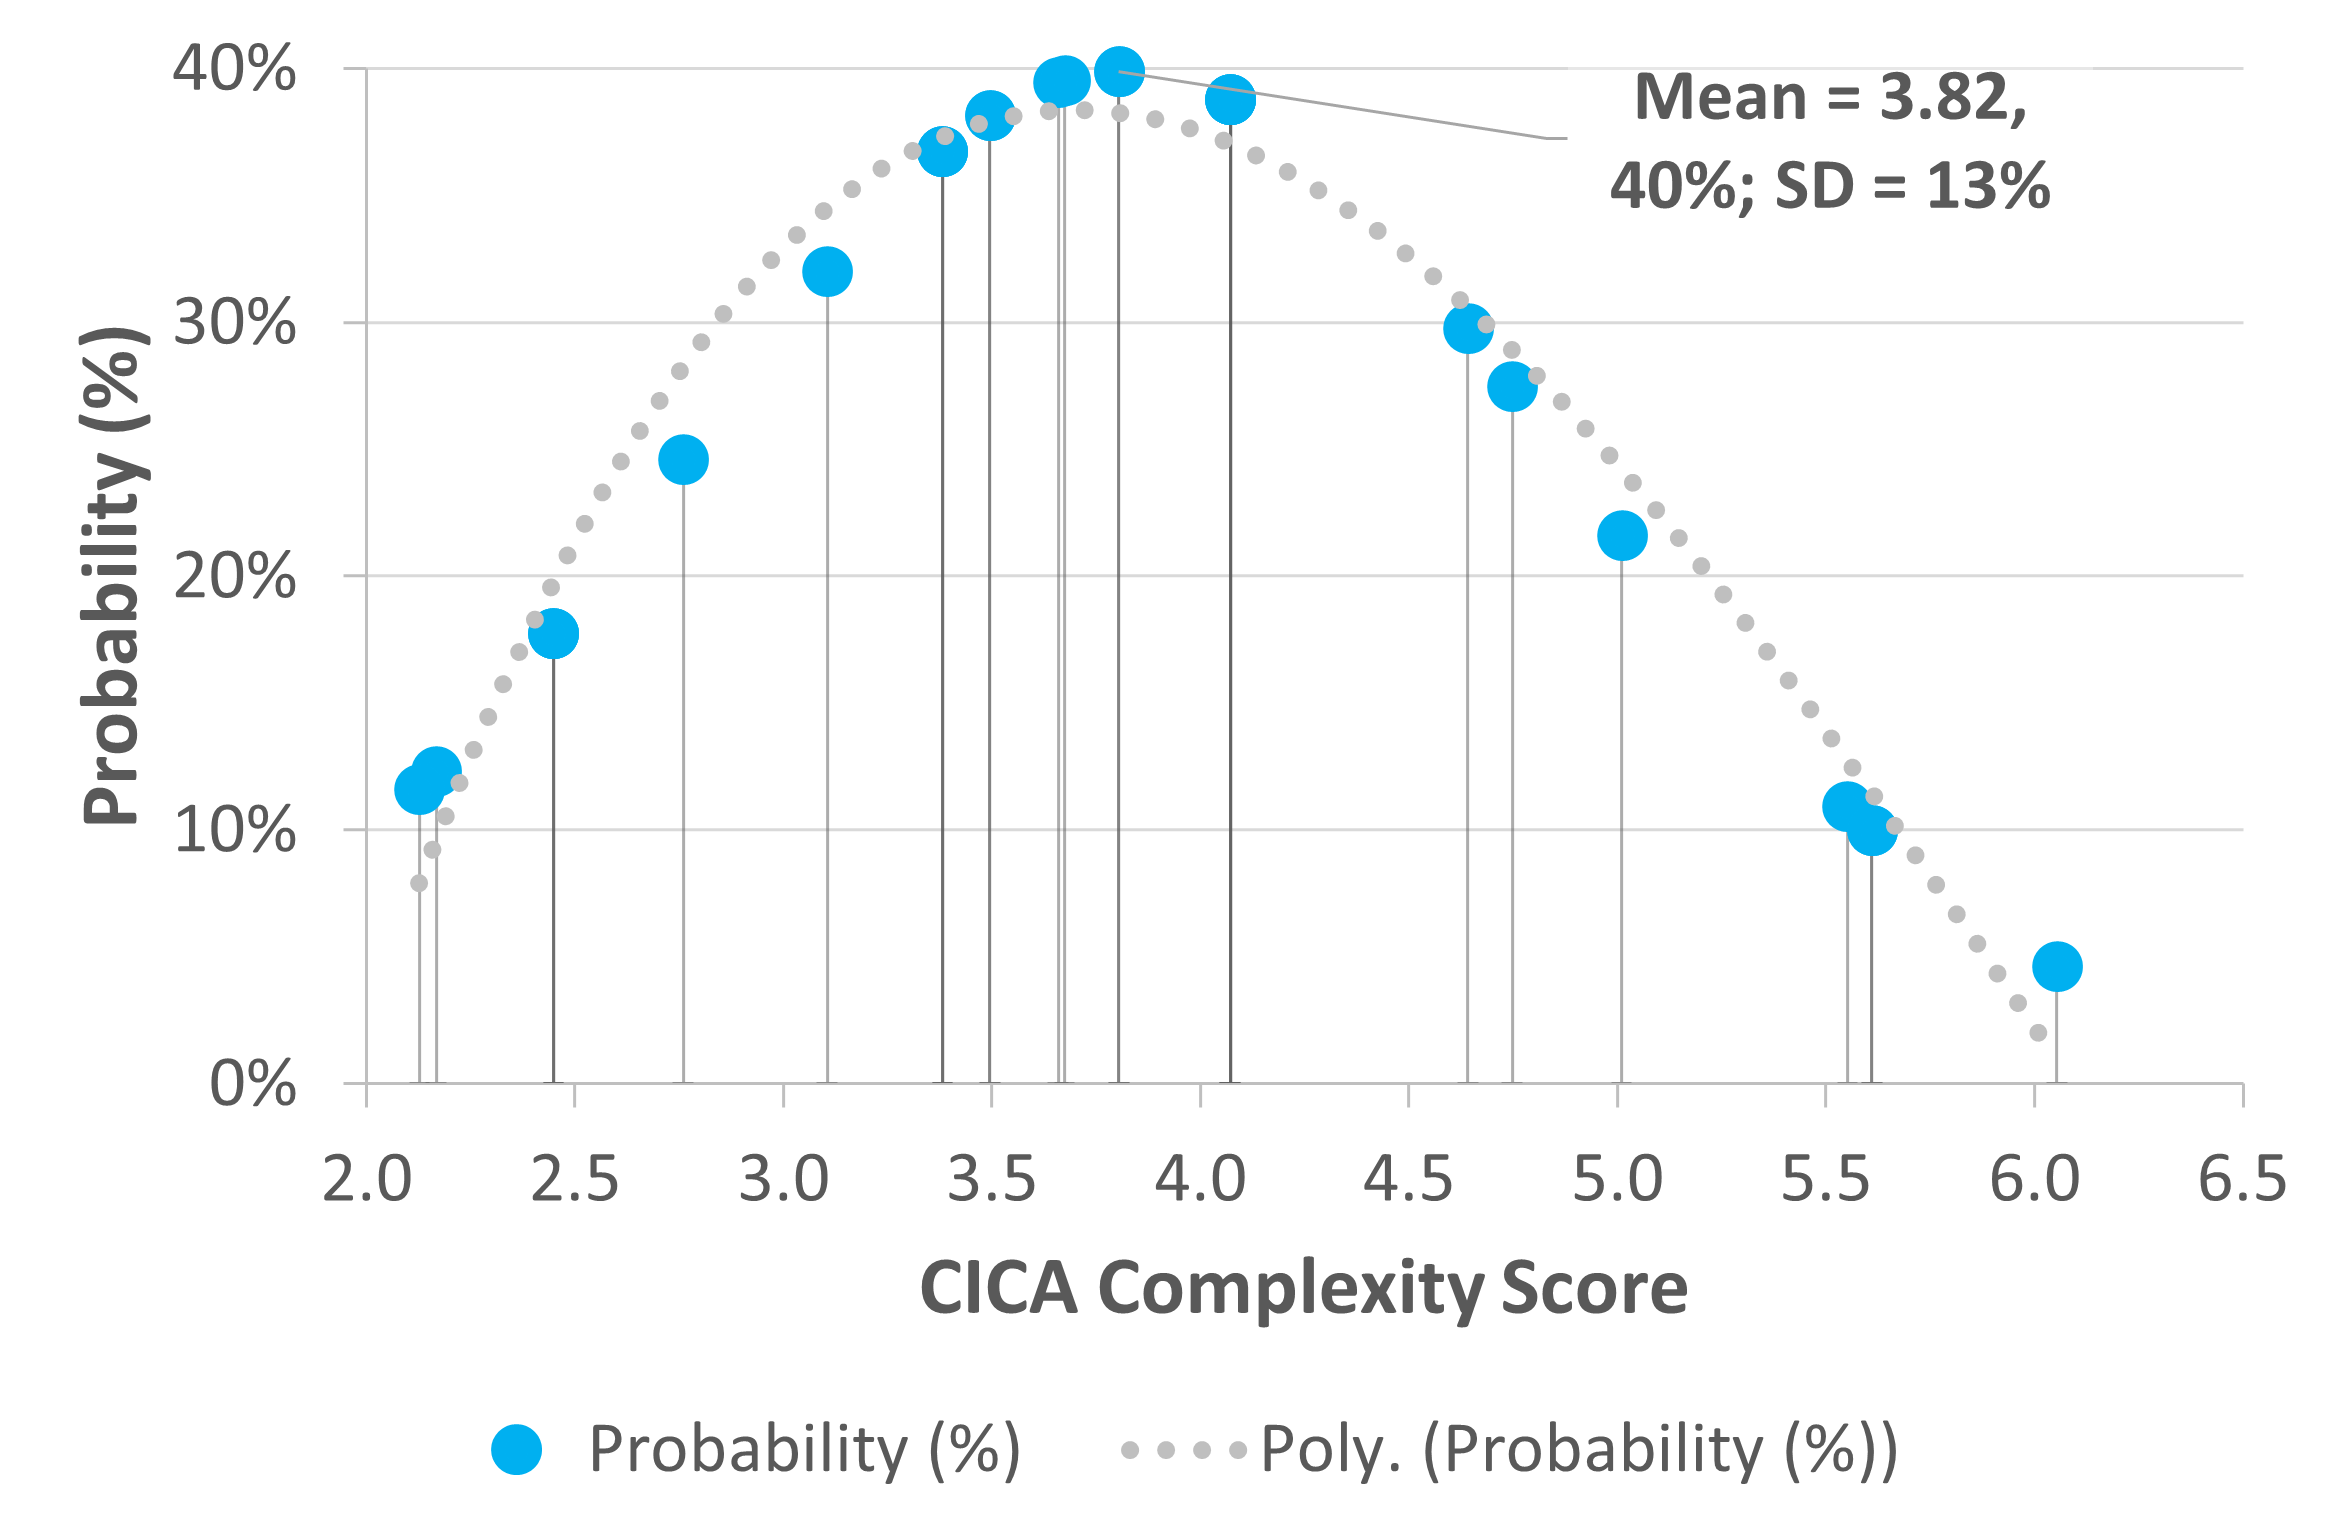 40%
30%
20%
10%
0%
Probability (%)
Mean = 3.82,
40%; SD = 13%
2.0 2.5 3.0 3.5 4.0 4.5 5.0 5.5 6.0 6.5
CICA Complexity Score
Probability (%) Poly. (Probability (%))